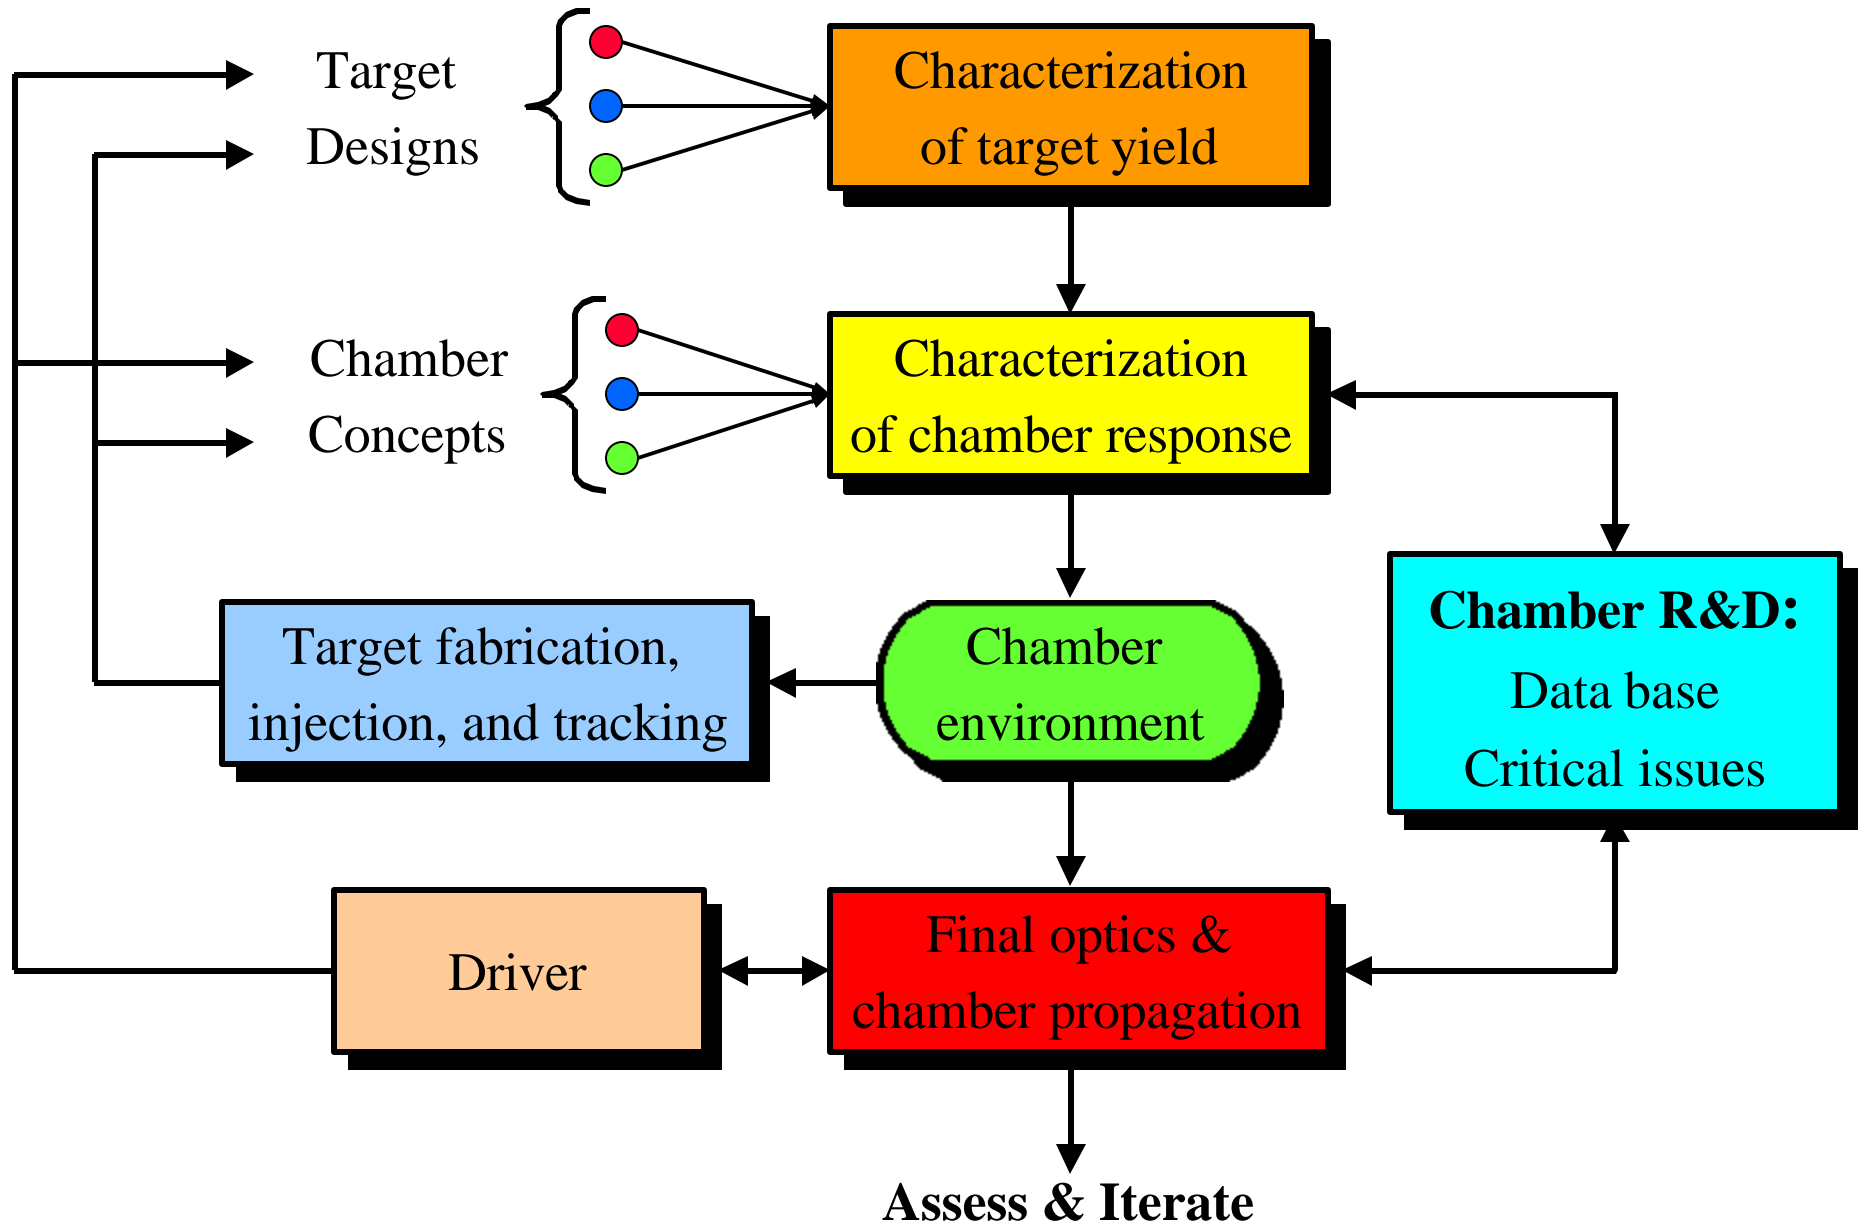 Target
Designs
Characterization
of target yield
Chamber
Concepts
Characterization
of chamber response
Target fabrication,
injection, and tracking
Chamber
environment
Chamber R&D:
Data base
Critical issues
Driver
Final optics &
chamber propagation
Assess & Iterate